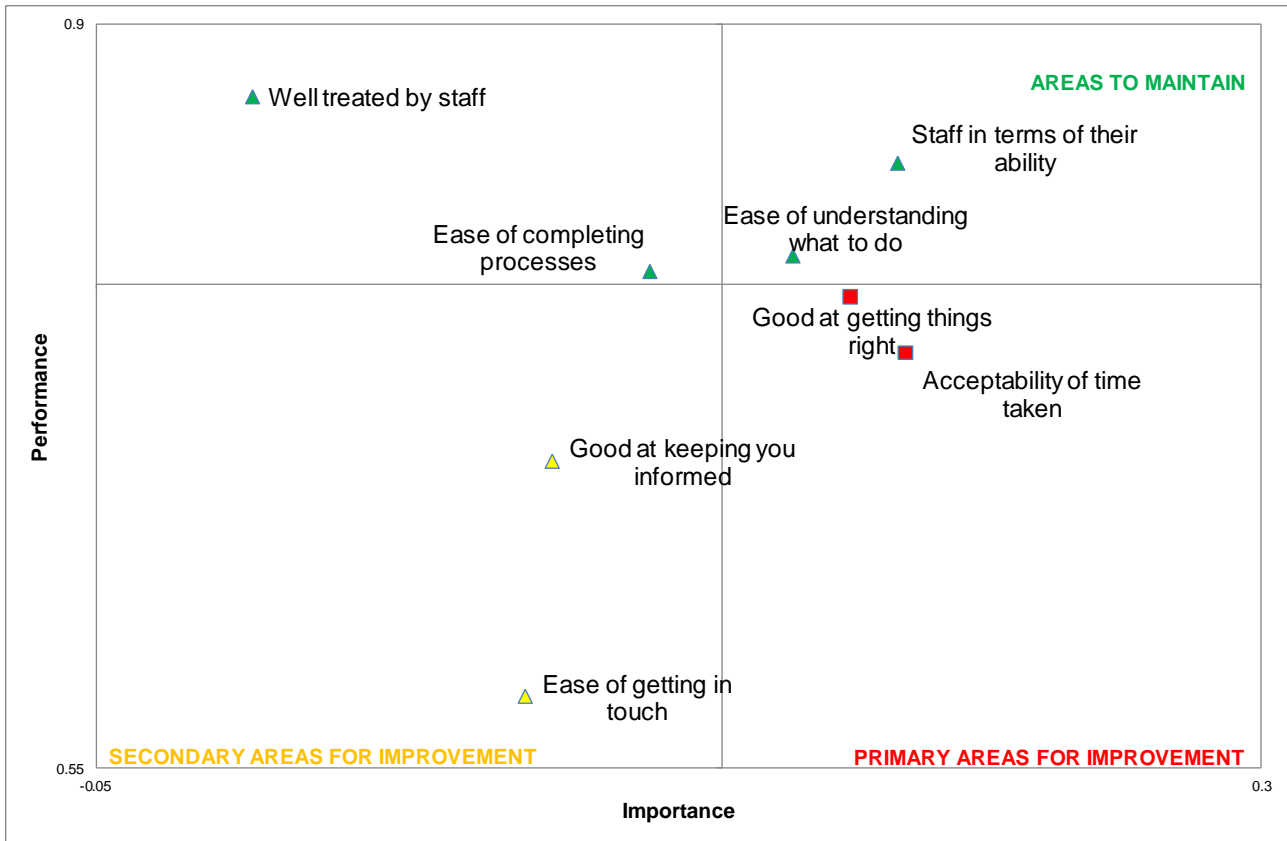 0.9
AREAS TO MAINTAIN
Well treated by staff
Staff in terms of their
ability
Ease of understanding
what to do
Ease of completing
processes
Good at getting things
right
Acceptability of time
taken
Performance
Good at keeping you
informed
Ease of getting in
touch
SECONDARY AREAS FOR IMPROVEMENT
PRIMARY AREAS FOR IMPROVEMENT
0.55
-0.05
0.3
Importance